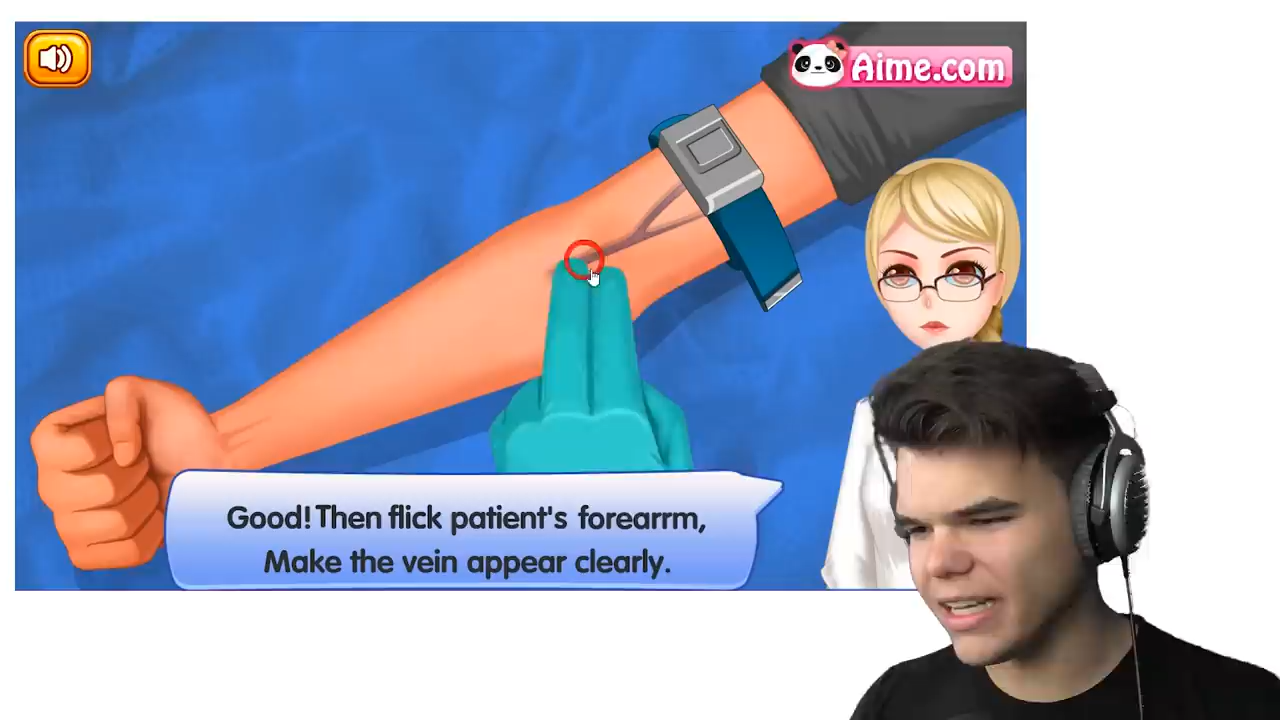 Aime.com
Good! Then flick patient's forearrm,
Make the vein appear clearly.